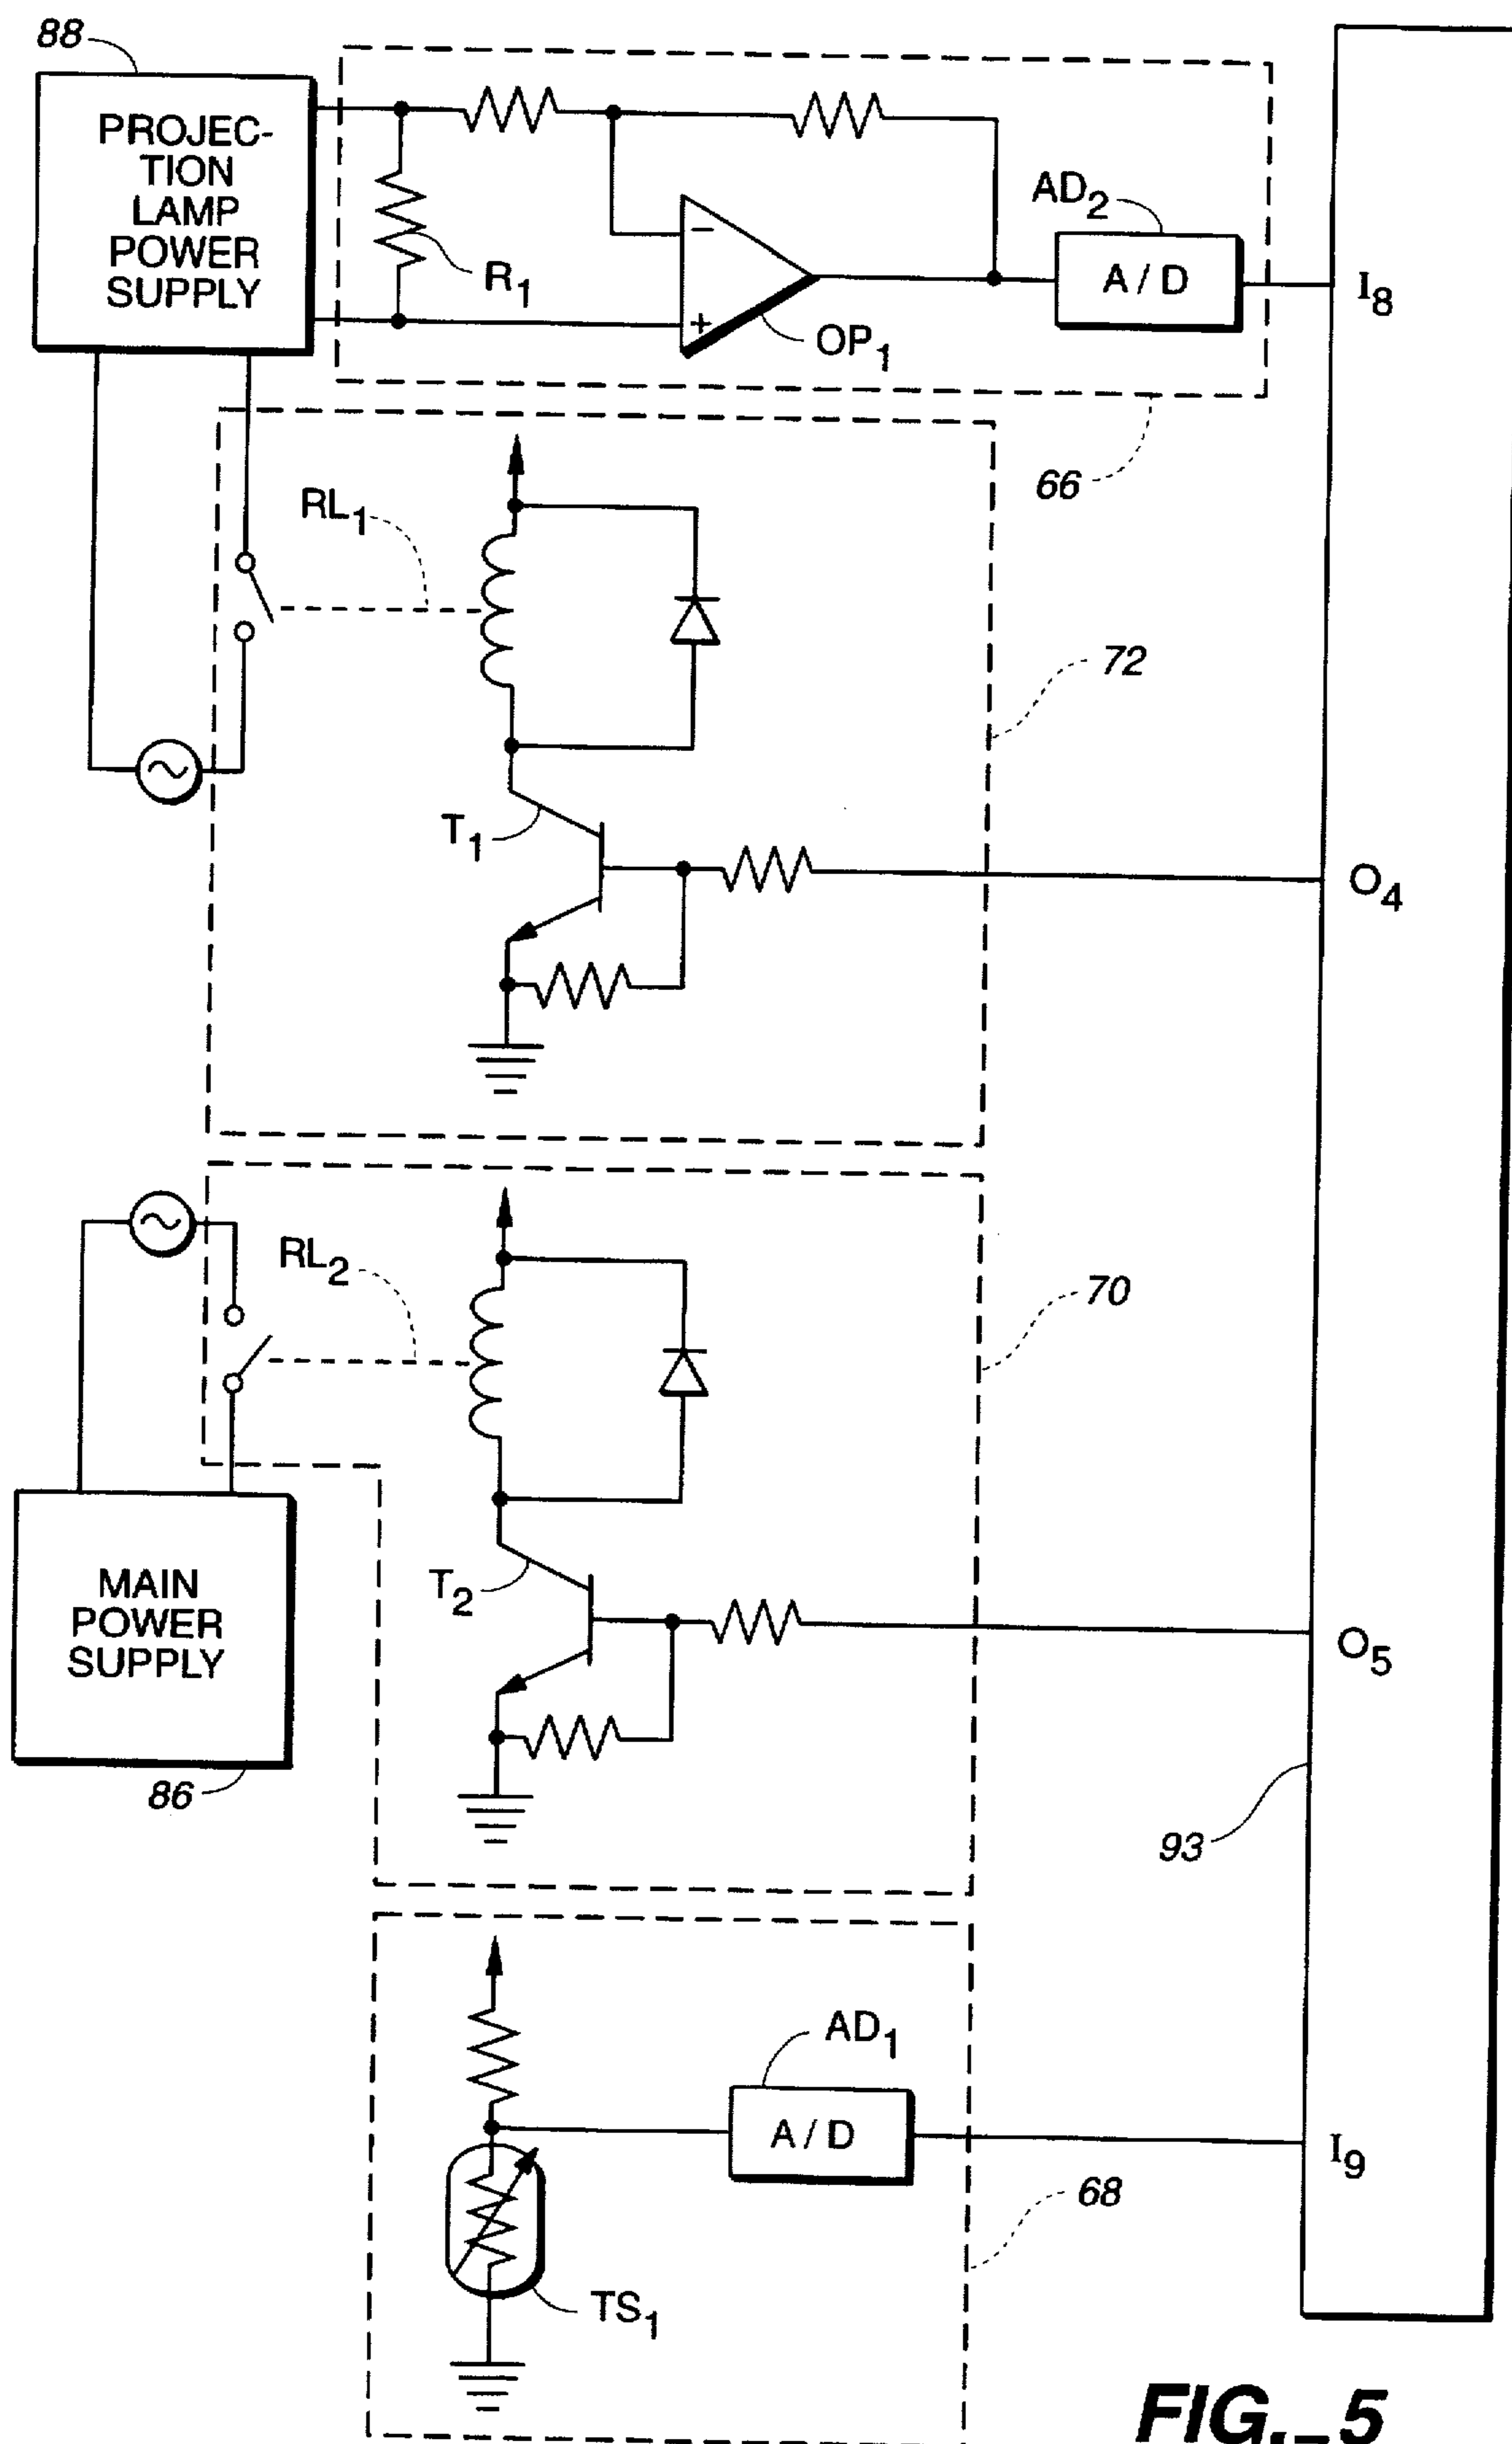 88
PROJEC-
TION
LAMP
POWER
SUPPLY
R1
−
+
OP1
AD2
A / D
I8
66
RL1
72
T1
O4
RL2
70
T2
O5
MAIN
POWER
SUPPLY
86
93
AD1
A / D
I9
68
TS1
FIG._5